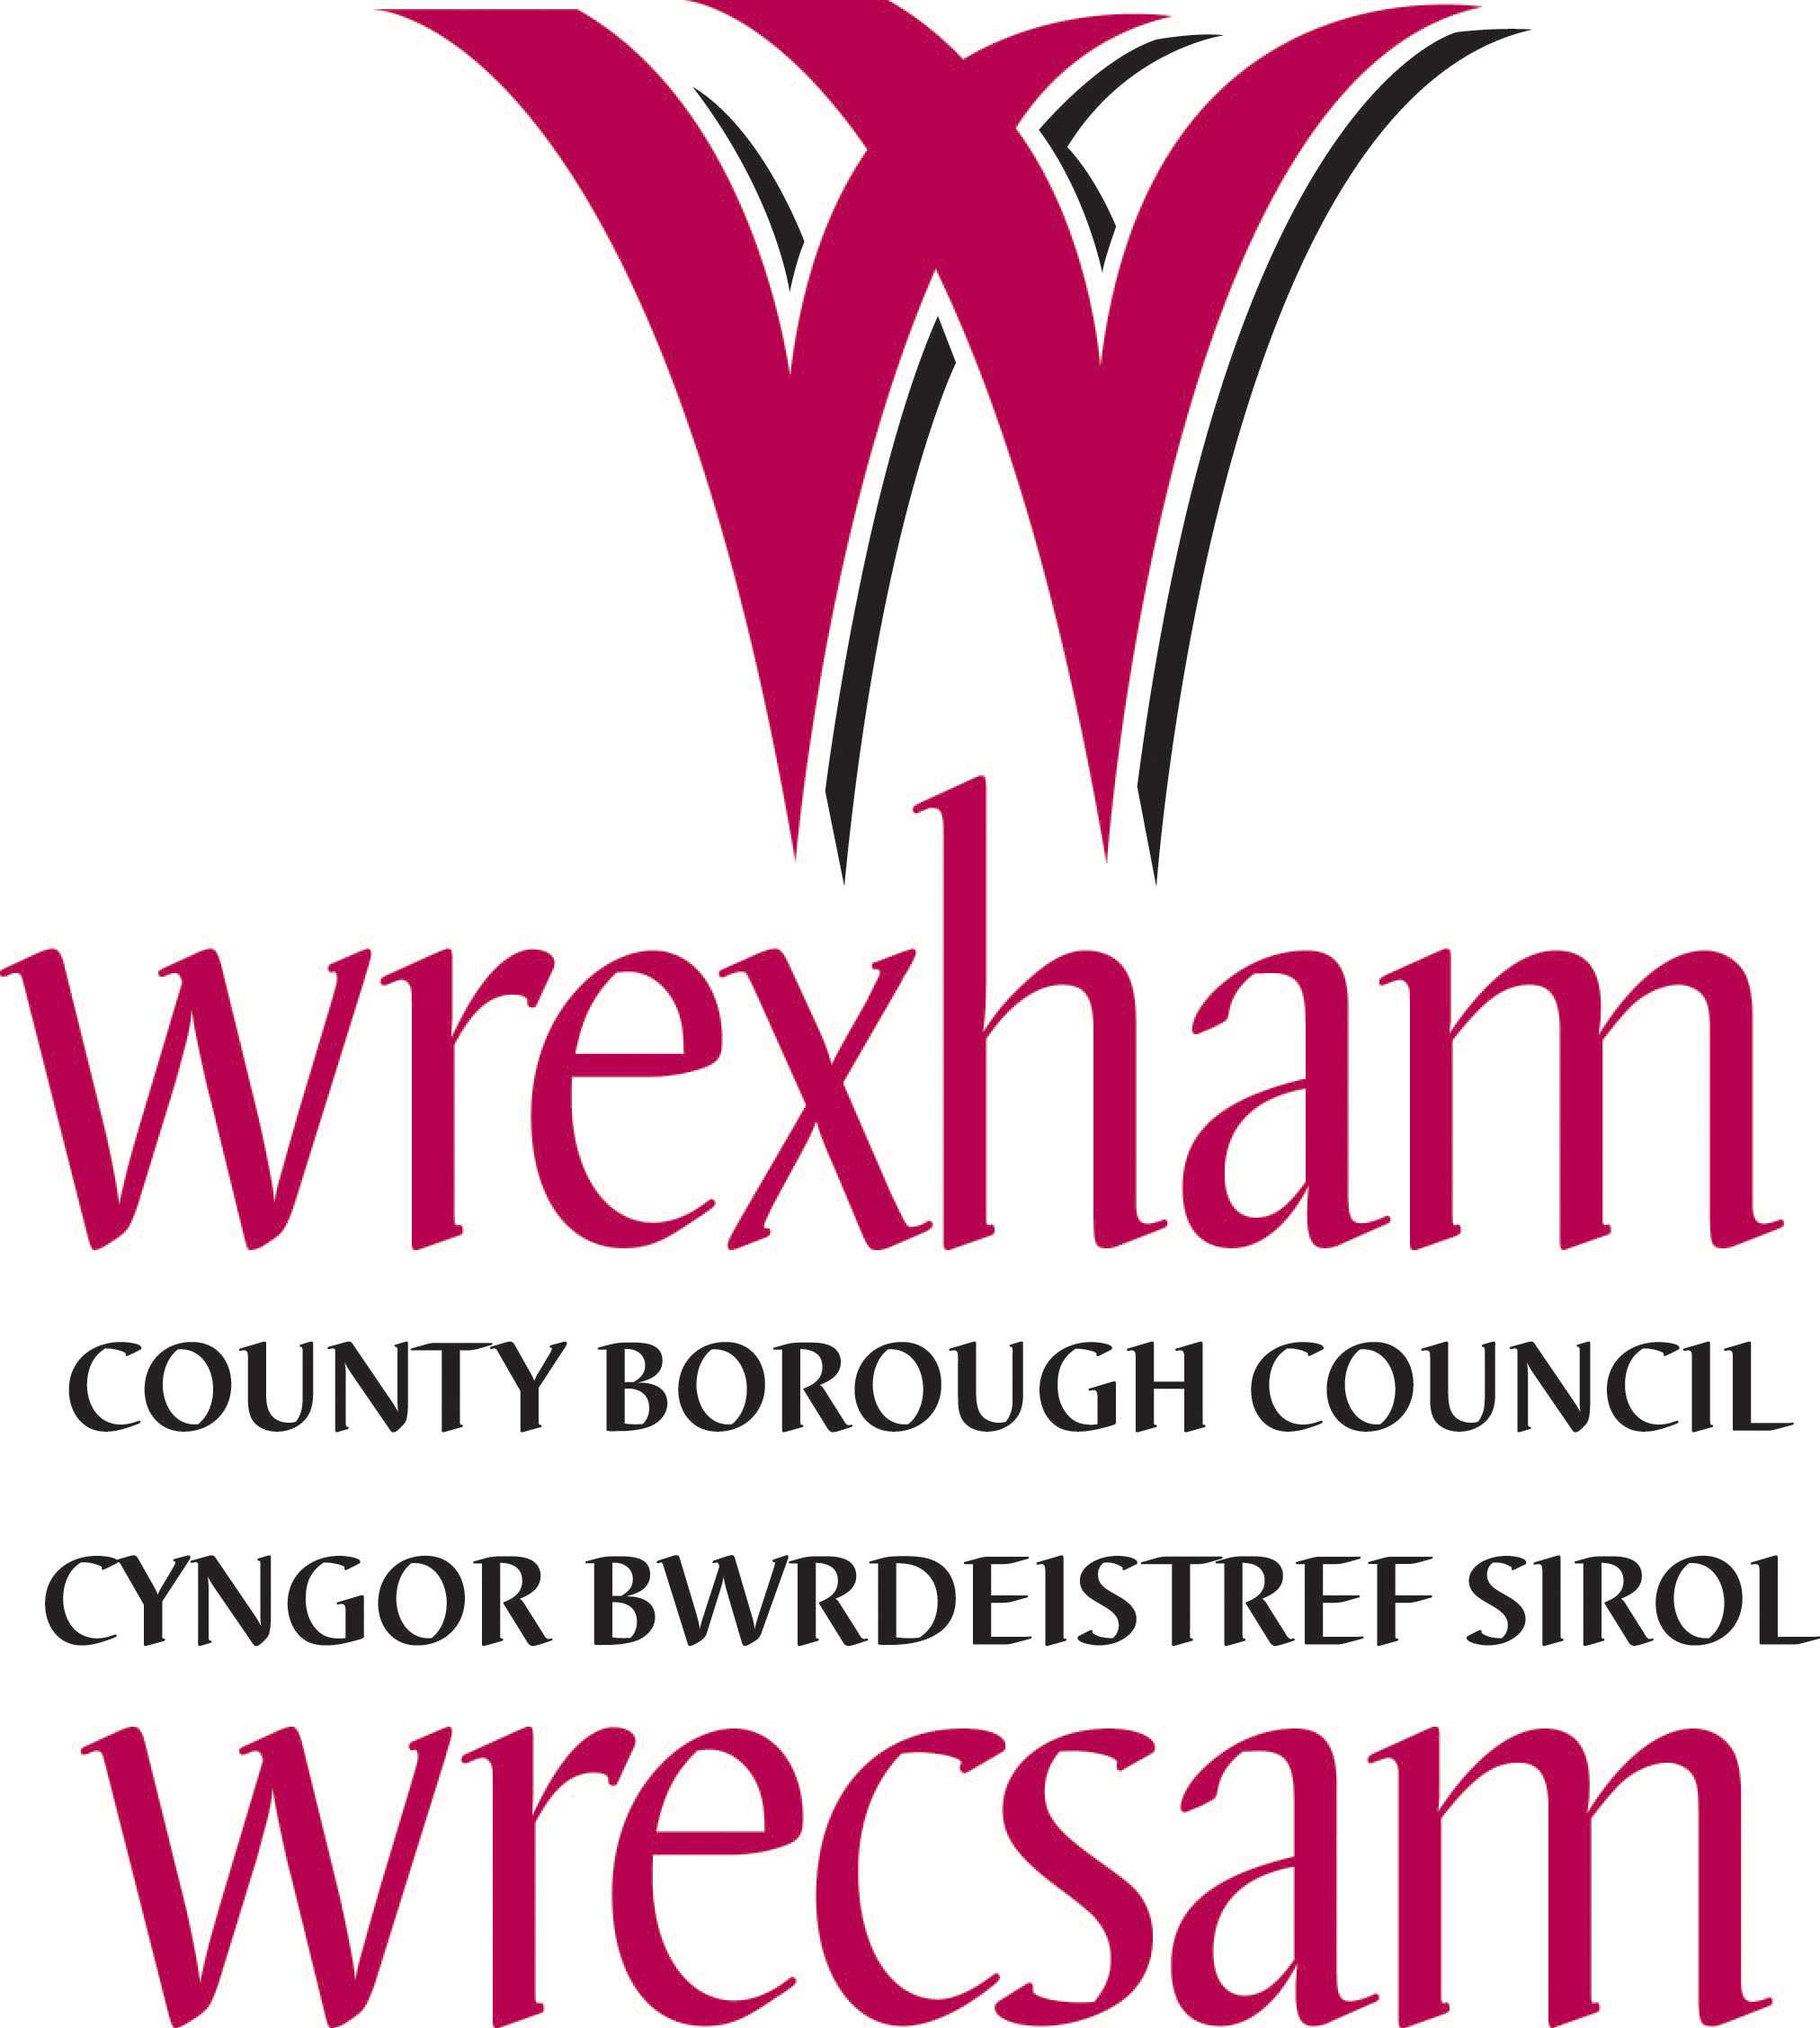 wrexham
COUNTY BOROUGH COUNCIL
CYNGOR BWRDEISTREF SIROL
wrecsam